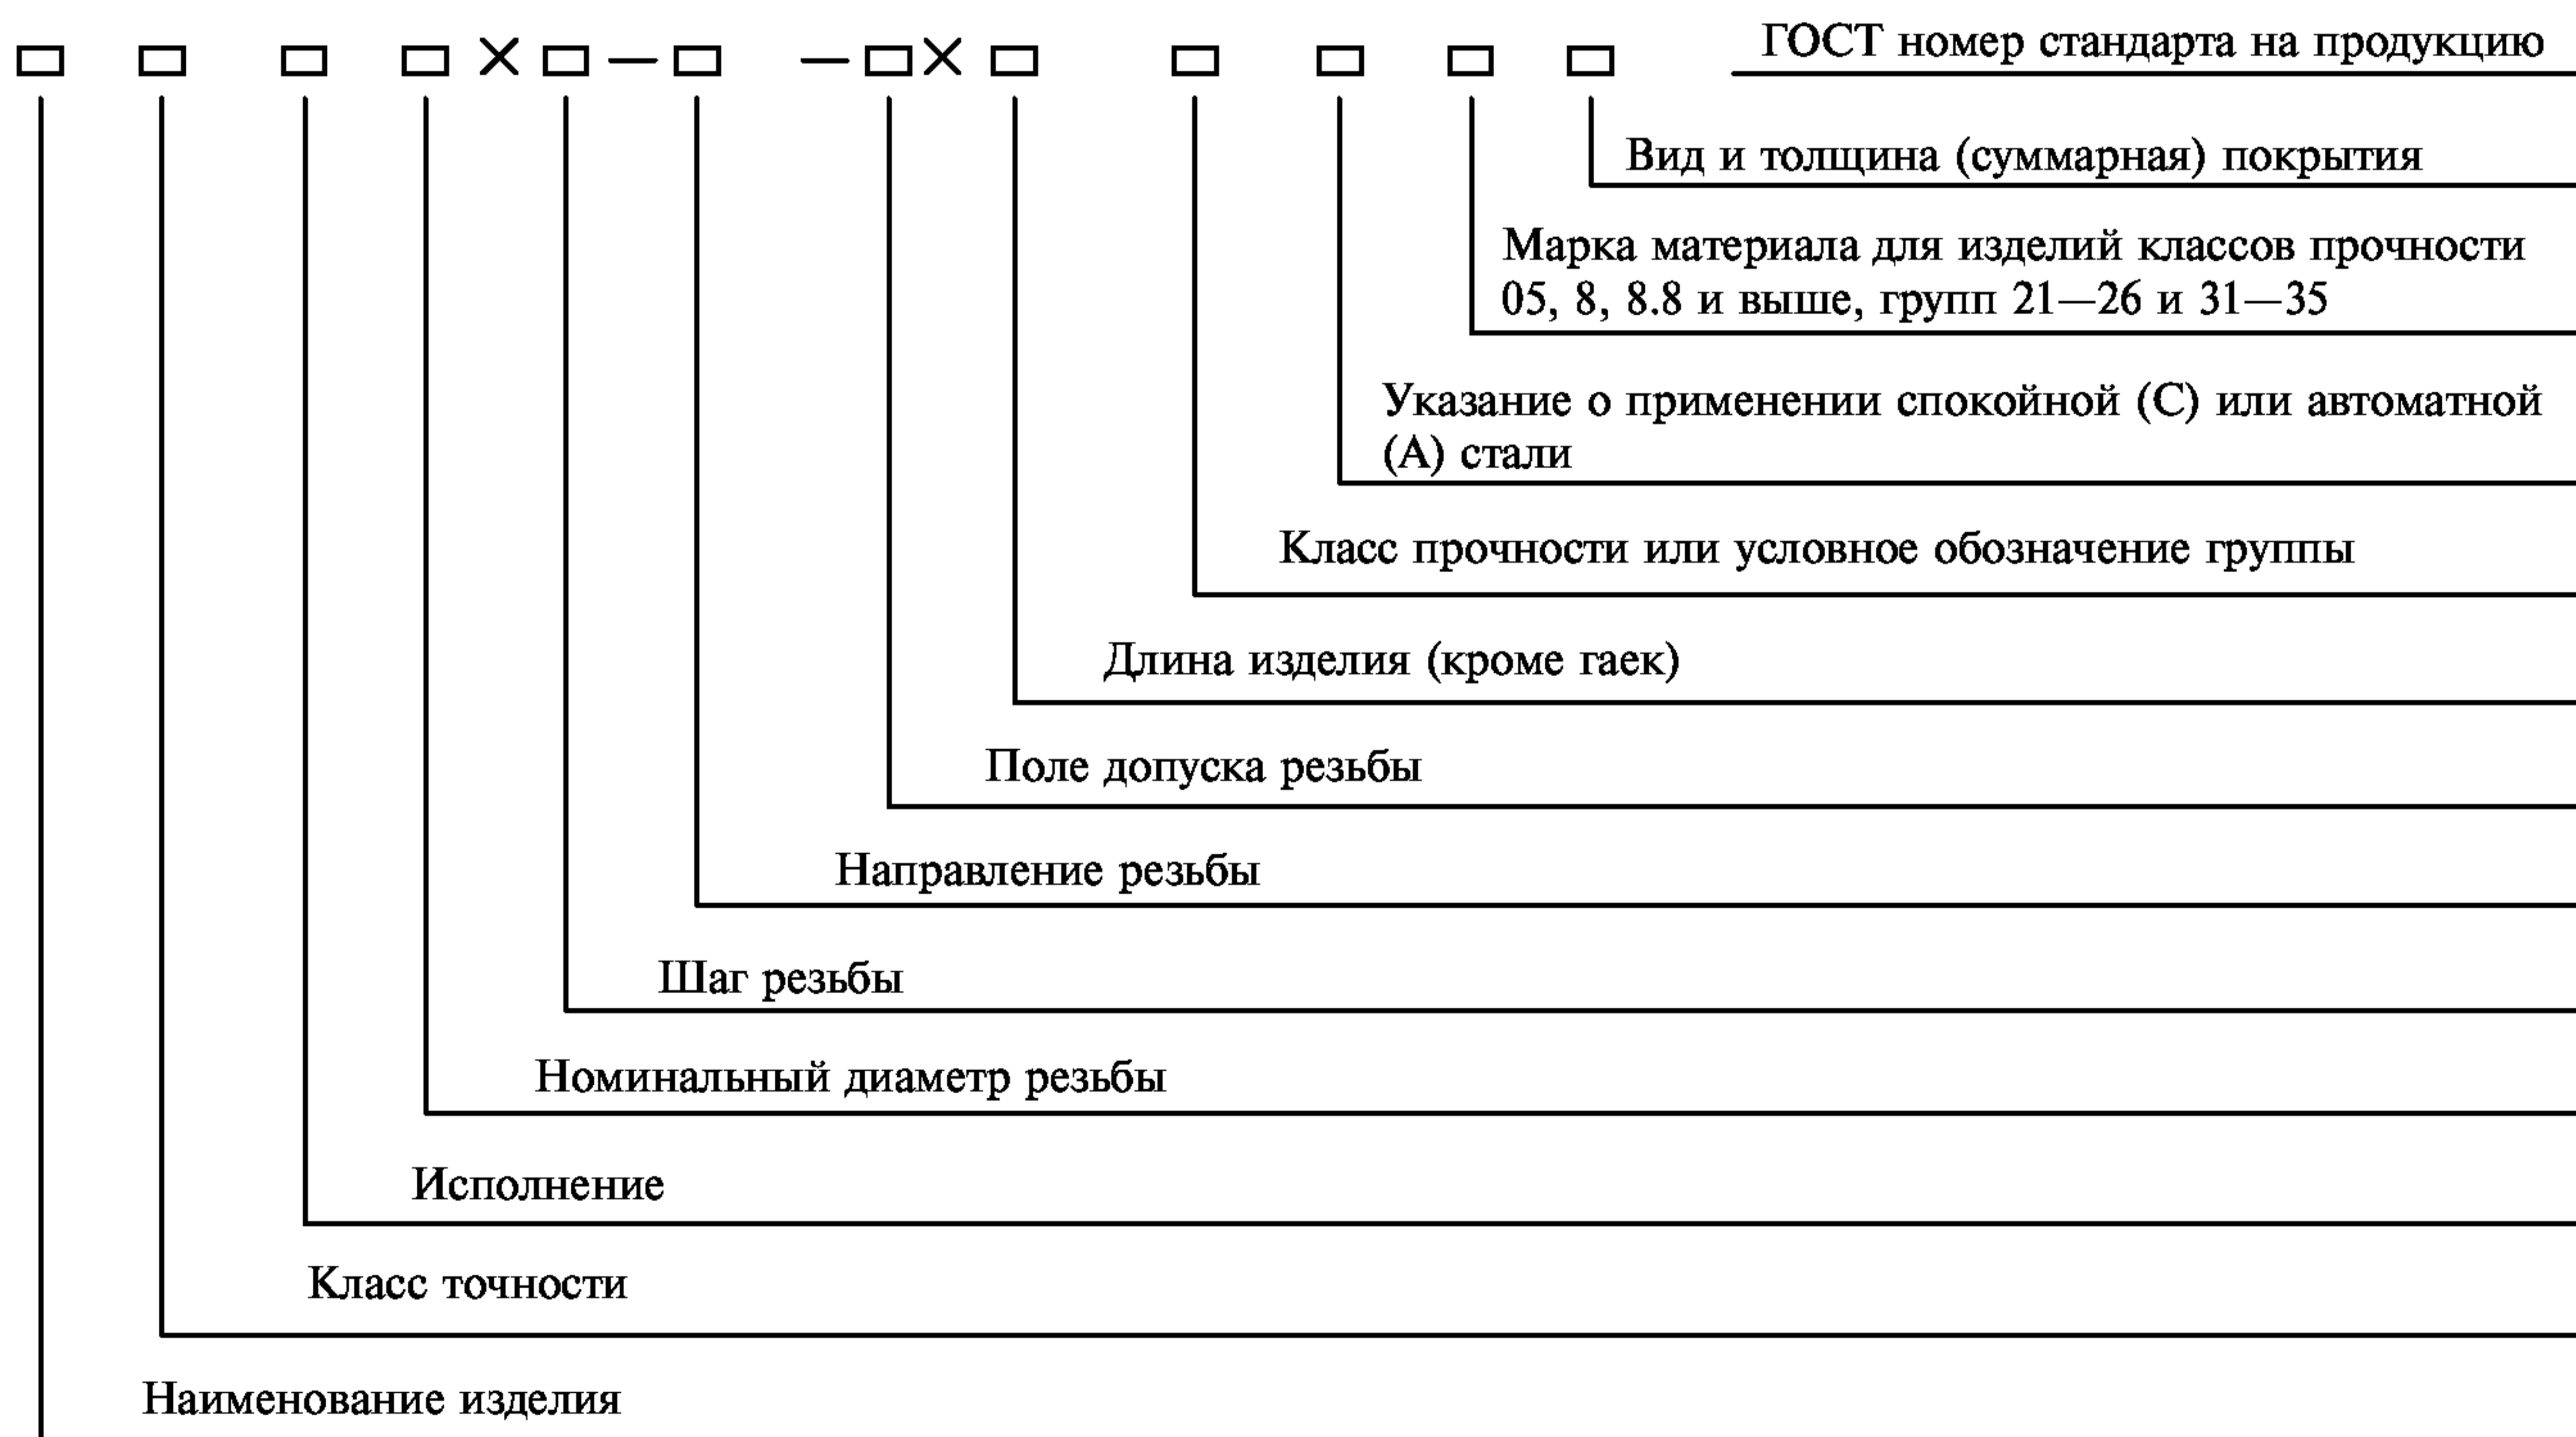 × — — × ГОСТ номер стандарта на продукцию
Вид и толщина (суммарная) покрытия
Марка материала для изделий классов прочности
05, 8, 8.8 и выше, групп 21—26 и 31—35
Указание о применении спокойной (С) или автоматной
(А) стали
Класс прочности или условное обозначение группы
Длина изделия (кроме гаек)
Поле допуска резьбы
Направление резьбы
Шаг резьбы
Номинальный диаметр резьбы
Исполнение
Класс точности
Наименование изделия